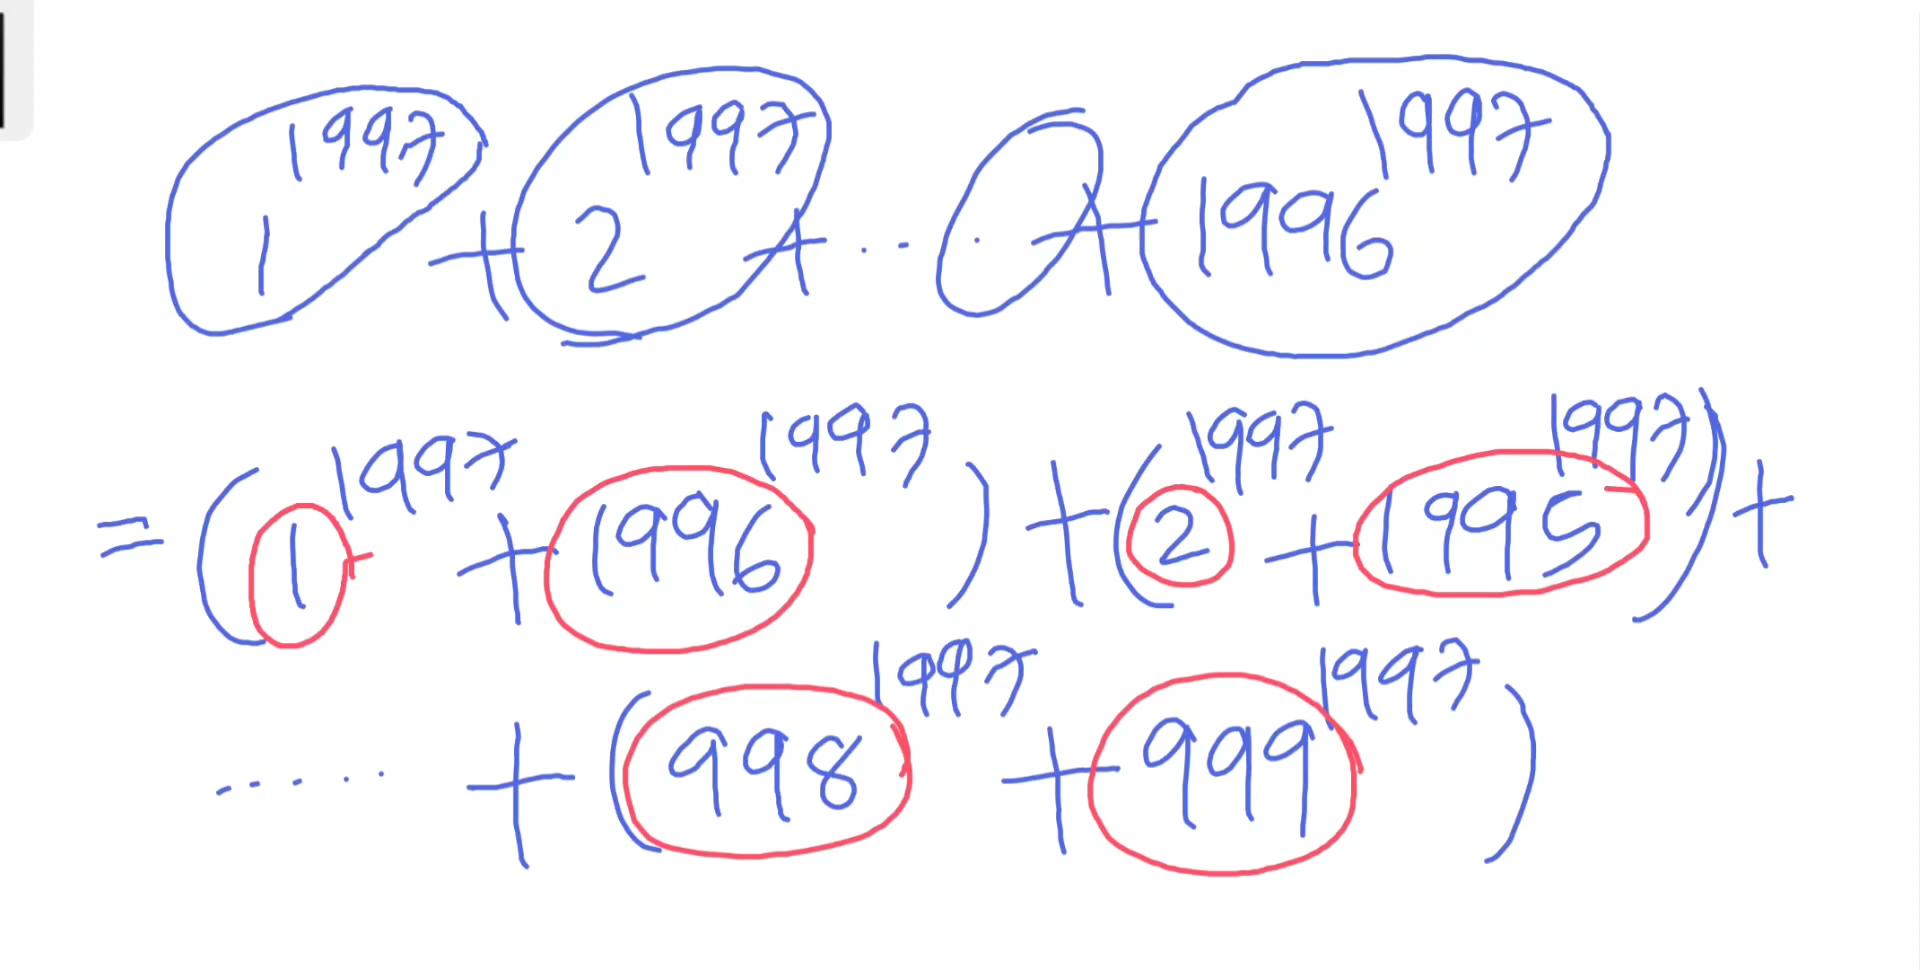 1^1997 + 2^1997 + ..... + 1996^1997
= (1^1997 + 1996^1997) + (2^1997 + 1995^1997) +
..... + (998^1997 + 999^1997)